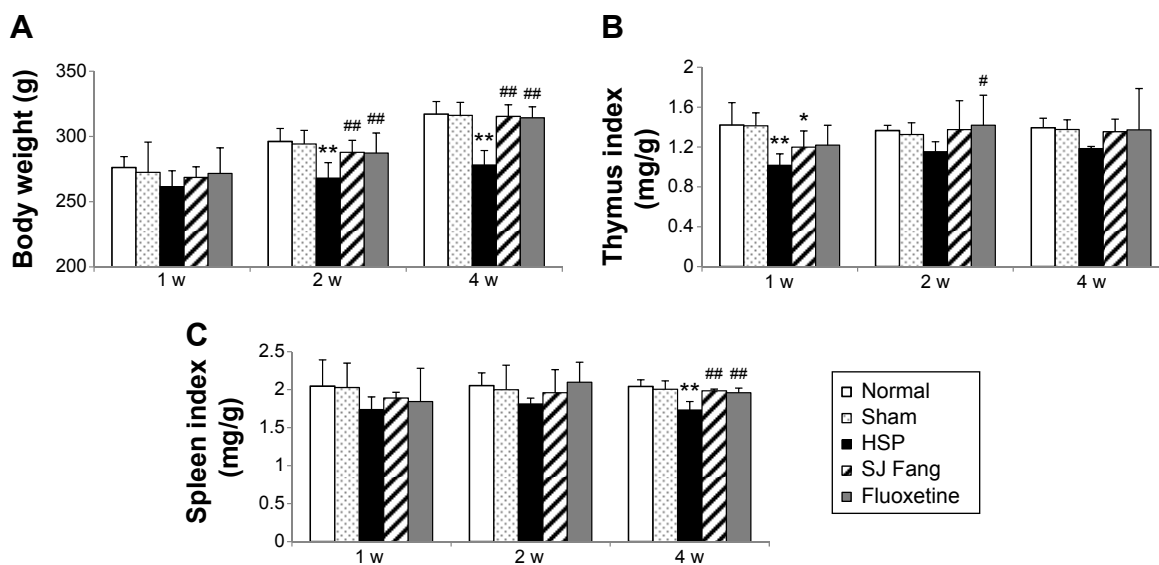 A
Body weight (g)
350
300
250
200
** ## ##
** ## ##
1 w 2 w 4 w
B
Thymus index
(mg/g)
2
1.6
1.2
0.8
0.4
0
** *
#
1 w 2 w 4 w
C
Spleen index
(mg/g)
2.5
2
1.5
1
0.5
0
** ## ##
1 w 2 w 4 w
Normal
Sham
HSP
SJ Fang
Fluoxetine